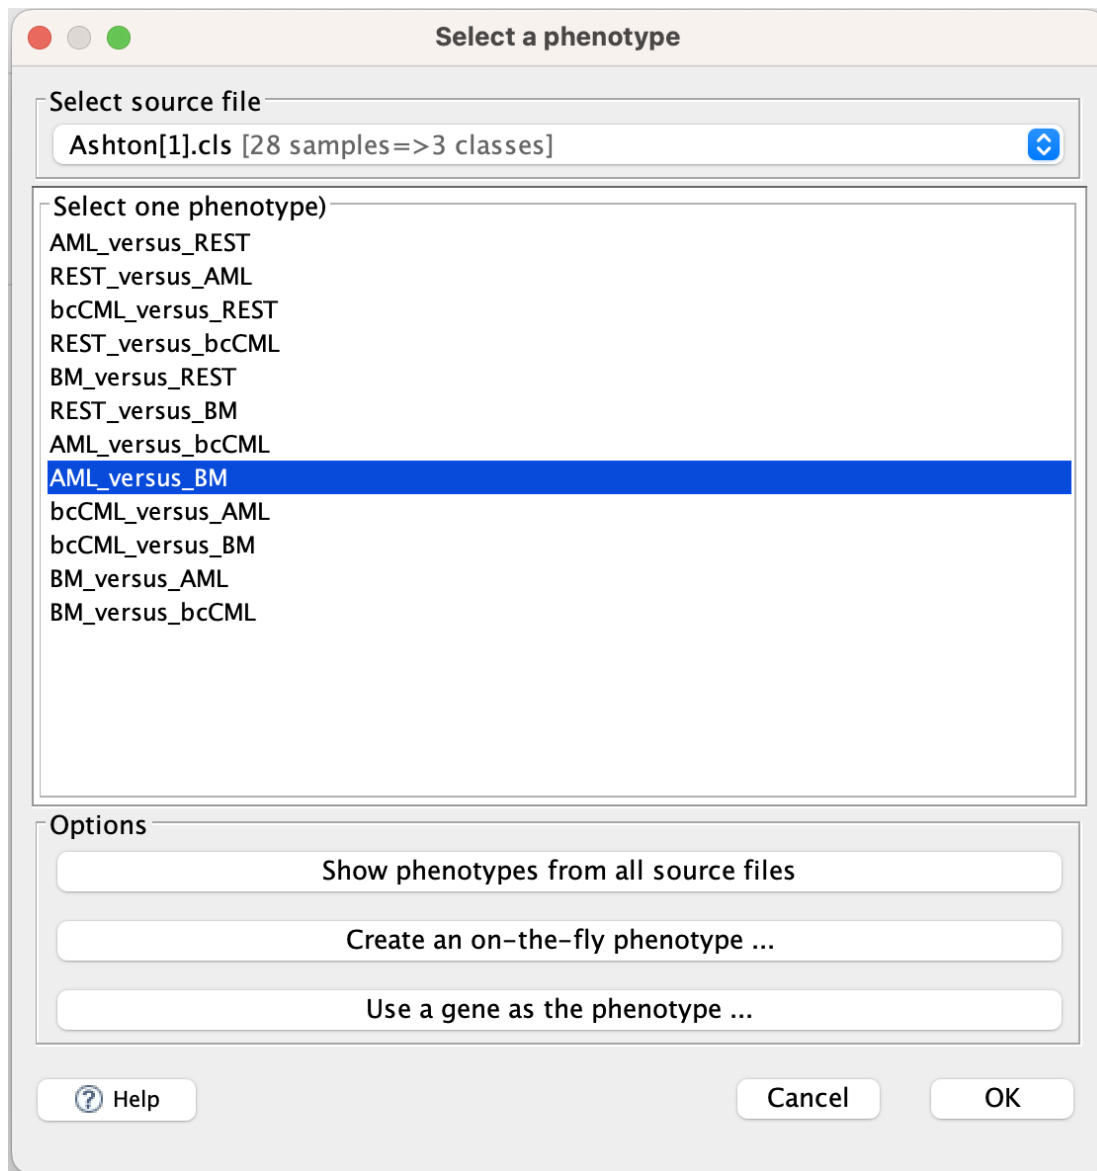 Select a phenotype
Select source file
Ashton[1].cls [28 samples=>3 classes]
Select one phenotype)
AML_versus_REST
REST_versus_AML
bcCML_versus_REST
REST_versus_bcCML
BM_versus_REST
REST_versus_BM
AML_versus_bcCML
AML_versus_BM
bcCML_versus_AML
bcCML_versus_BM
BM_versus_AML
BM_versus_bcCML
Options
Show phenotypes from all source files
Create an on-the-fly phenotype ...
Use a gene as the phenotype ...
? Help
Cancel
OK